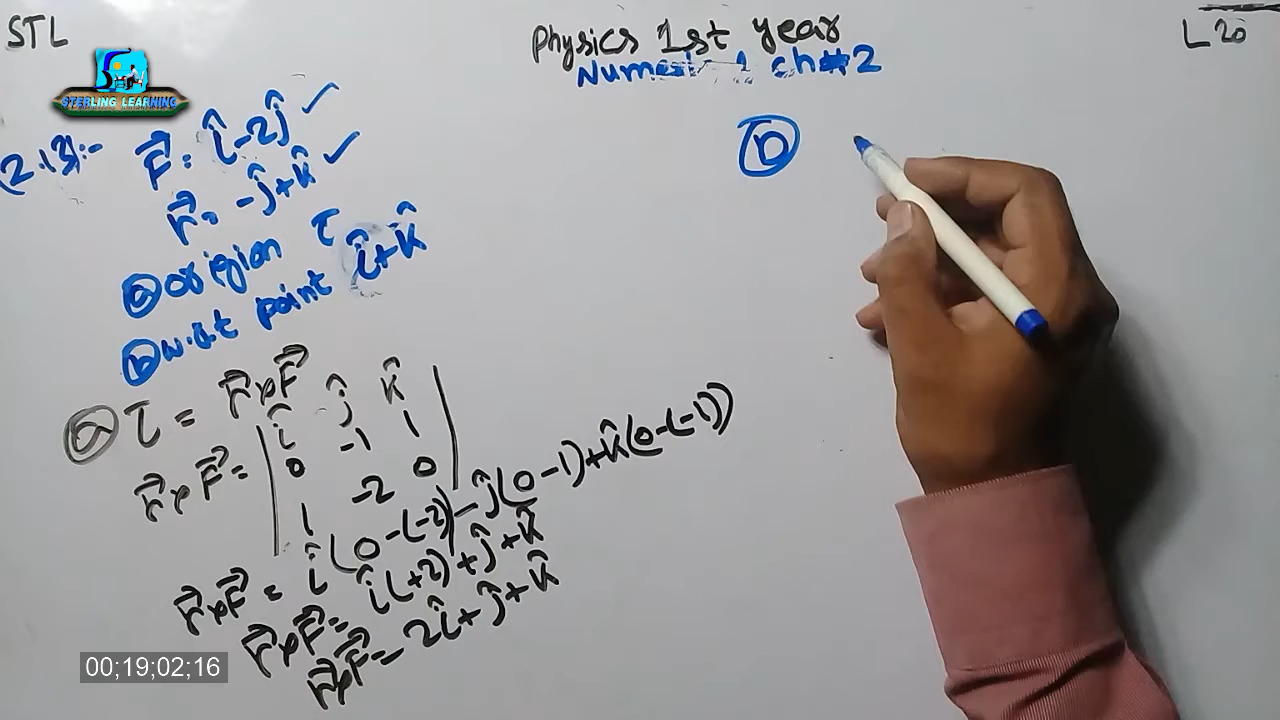 STL
Physics 1st year
L 20
ch#2
STERLING LEARNING
(2.13):- F⃗ = î-2ĵ ✓
r⃗ = -ĵ+k̂ ✓
(a) origion τ
(b) w.r.t point î+k̂
(b)
(a) τ = r⃗×F⃗
r⃗×F⃗ = | î ĵ k̂ |
0 -1 1
1 -2 0
r⃗×F⃗ = î(0-(-2))-ĵ(0-1)+k̂(0-(-1))
r⃗×F⃗ = î(+2)+ĵ+k̂
r⃗×F⃗ = 2î+ĵ+k̂
00;19;02;16